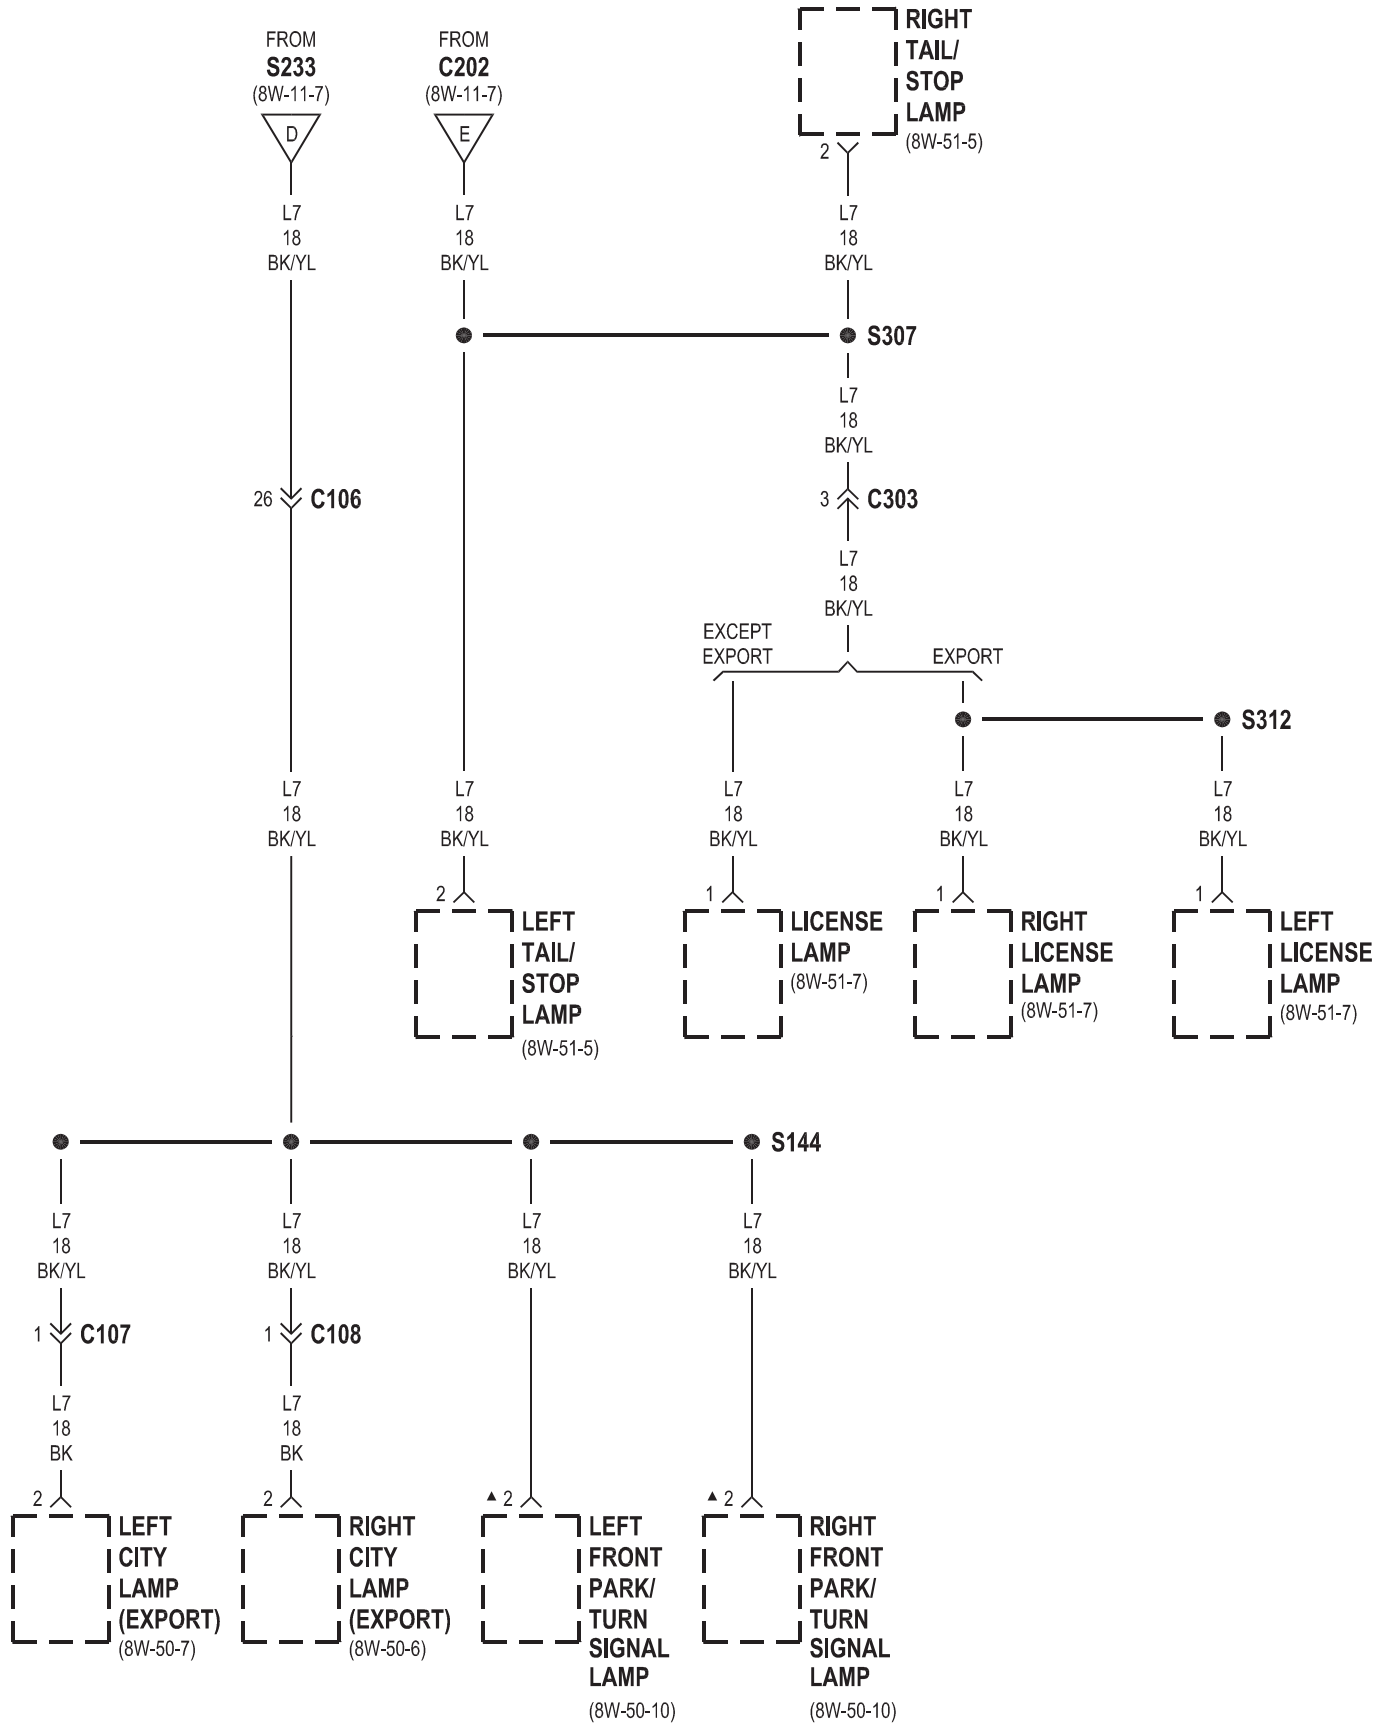 FROM
S233
(8W-11-7)
D
FROM
C202
(8W-11-7)
E
RIGHT
TAIL/
STOP
LAMP
(8W-51-5)
2
L7
18
BK/YL
L7
18
BK/YL
L7
18
BK/YL
S307
L7
18
BK/YL
26
C106
3
C303
L7
18
BK/YL
EXCEPT
EXPORT
EXPORT
S312
L7
18
BK/YL
L7
18
BK/YL
L7
18
BK/YL
L7
18
BK/YL
L7
18
BK/YL
2
LEFT
TAIL/
STOP
LAMP
(8W-51-5)
1
LICENSE
LAMP
(8W-51-7)
1
RIGHT
LICENSE
LAMP
(8W-51-7)
1
LEFT
LICENSE
LAMP
(8W-51-7)
S144
L7
18
BK/YL
L7
18
BK/YL
L7
18
BK/YL
L7
18
BK/YL
1
C107
1
C108
L7
18
BK
L7
18
BK
2
LEFT
CITY
LAMP
(EXPORT)
(8W-50-7)
2
RIGHT
CITY
LAMP
(EXPORT)
(8W-50-6)
▲ 2
LEFT
FRONT
PARK/
TURN
SIGNAL
LAMP
(8W-50-10)
▲ 2
RIGHT
FRONT
PARK/
TURN
SIGNAL
LAMP
(8W-50-10)